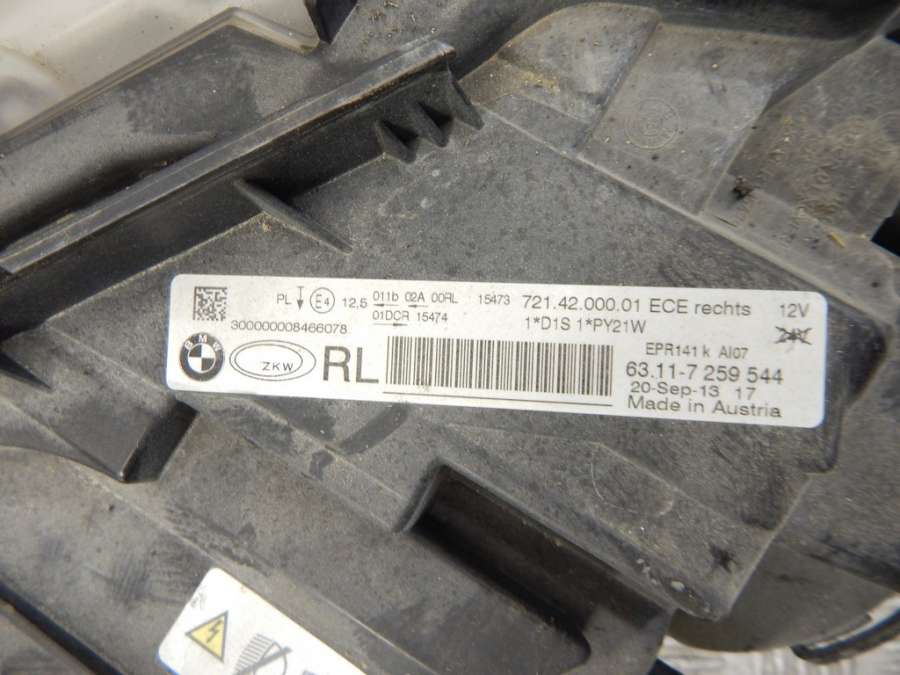 PL E4 12,5 011b 02A 00RL 15473 721.42.000.01 ECE rechts 12V
01DCR 15474 1*D1S 1*PY21W 24V
300000008466078 EPR141 k AI07
BMW ZKW RL 63.11-7 259 544
20-Sep-13 17
Made in Austria